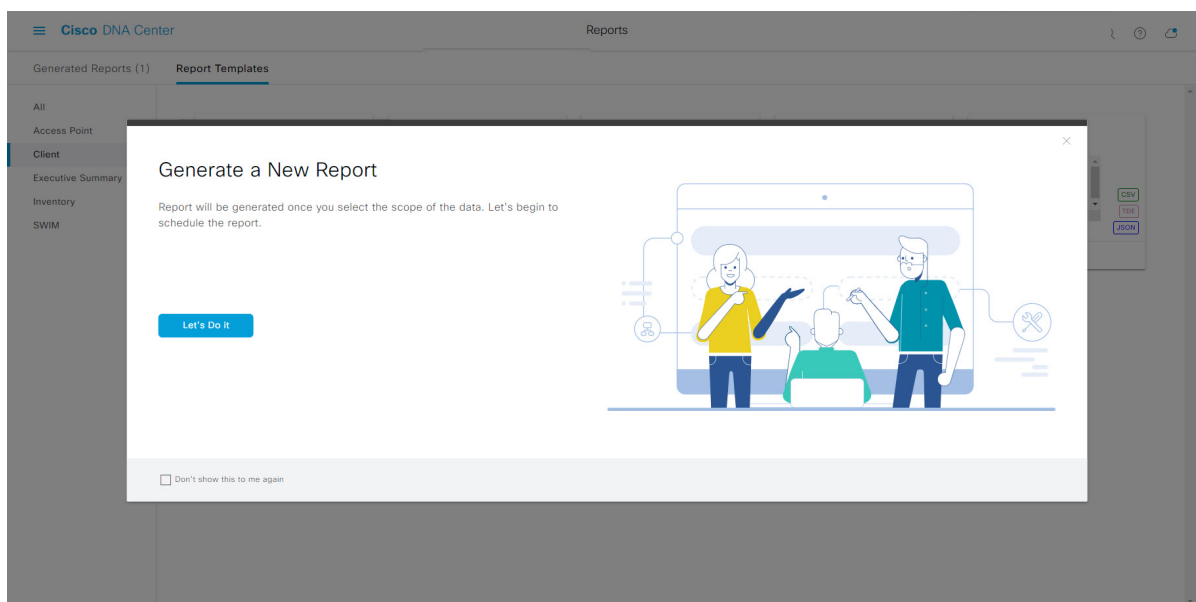 Cisco DNA Center
Reports
Generated Reports (1)
Report Templates
All
Access Point
Client
Executive Summary
Inventory
SWIM
Generate a New Report
Report will be generated once you select the scope of the data. Let's begin to
schedule the report.
Let's Do it
Don't show this to me again
CSV
TDE
JSON